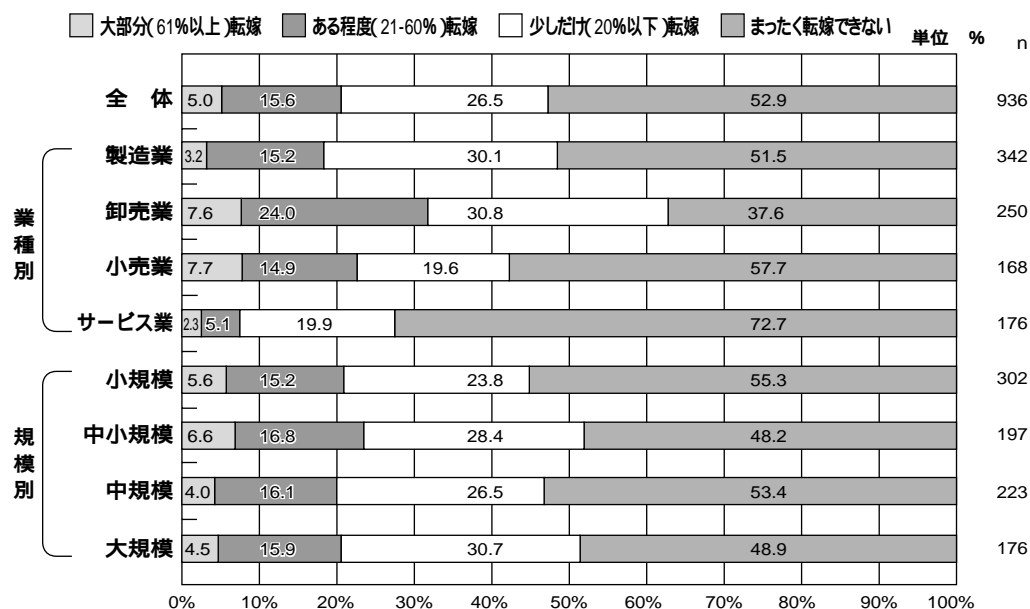 大部分(61%以上)転嫁 ある程度(21-60%)転嫁 少しだけ(20%以下)転嫁 まったく転嫁できない
単位 % n
全 体 5.0 15.6 26.5 52.9 936
業種別
製造業 3.2 15.2 30.1 51.5 342
卸売業 7.6 24.0 30.8 37.6 250
小売業 7.7 14.9 19.6 57.7 168
サービス業 2.3 5.1 19.9 72.7 176
規模別
小規模 5.6 15.2 23.8 55.3 302
中小規模 6.6 16.8 28.4 48.2 197
中規模 4.0 16.1 26.5 53.4 223
大規模 4.5 15.9 30.7 48.9 176
0% 10% 20% 30% 40% 50% 60% 70% 80% 90% 100%